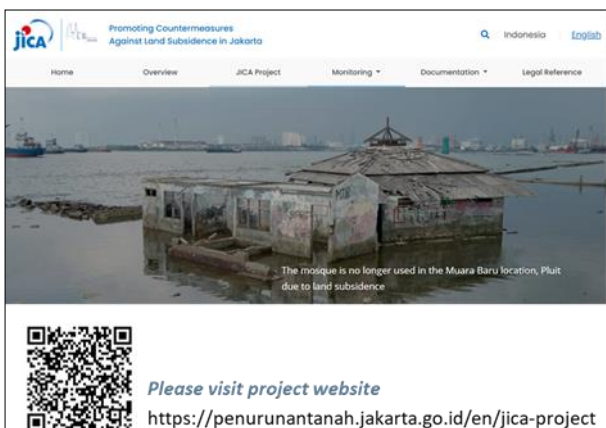 jICA
Promoting Countermeasures
Against Land Subsidence in Jakarta
Indonesia
English
Home
Overview
JICA Project
Monitoring
Documentation
Legal Reference
The mosque is no longer used in the Muara Baru location, Pluit
due to land subsidence
Please visit project website
https://penurunantanah.jakarta.go.id/en/jica-project